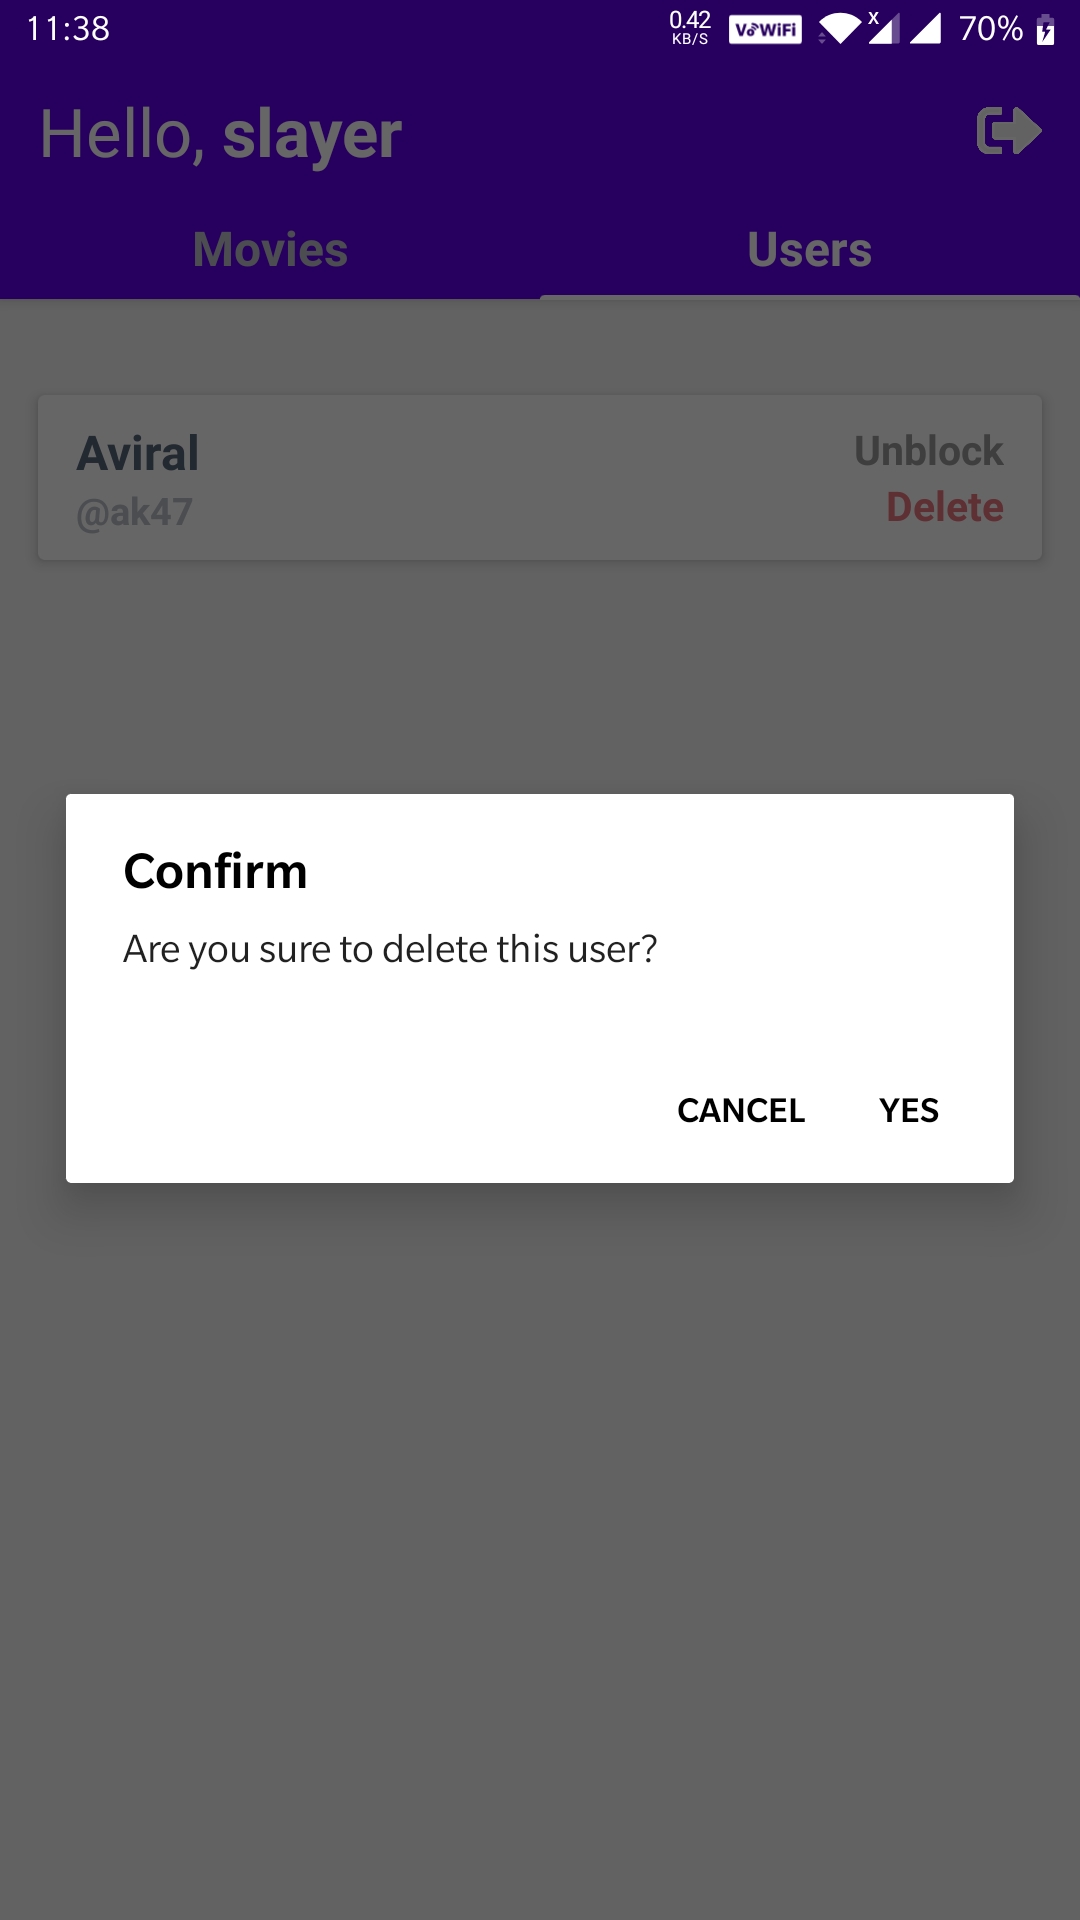 11:38 0.42 KB/S VoWiFi x 70%
Hello, slayer
Movies Users
Aviral Unblock
@ak47 Delete
Confirm
Are you sure to delete this user?
CANCEL YES